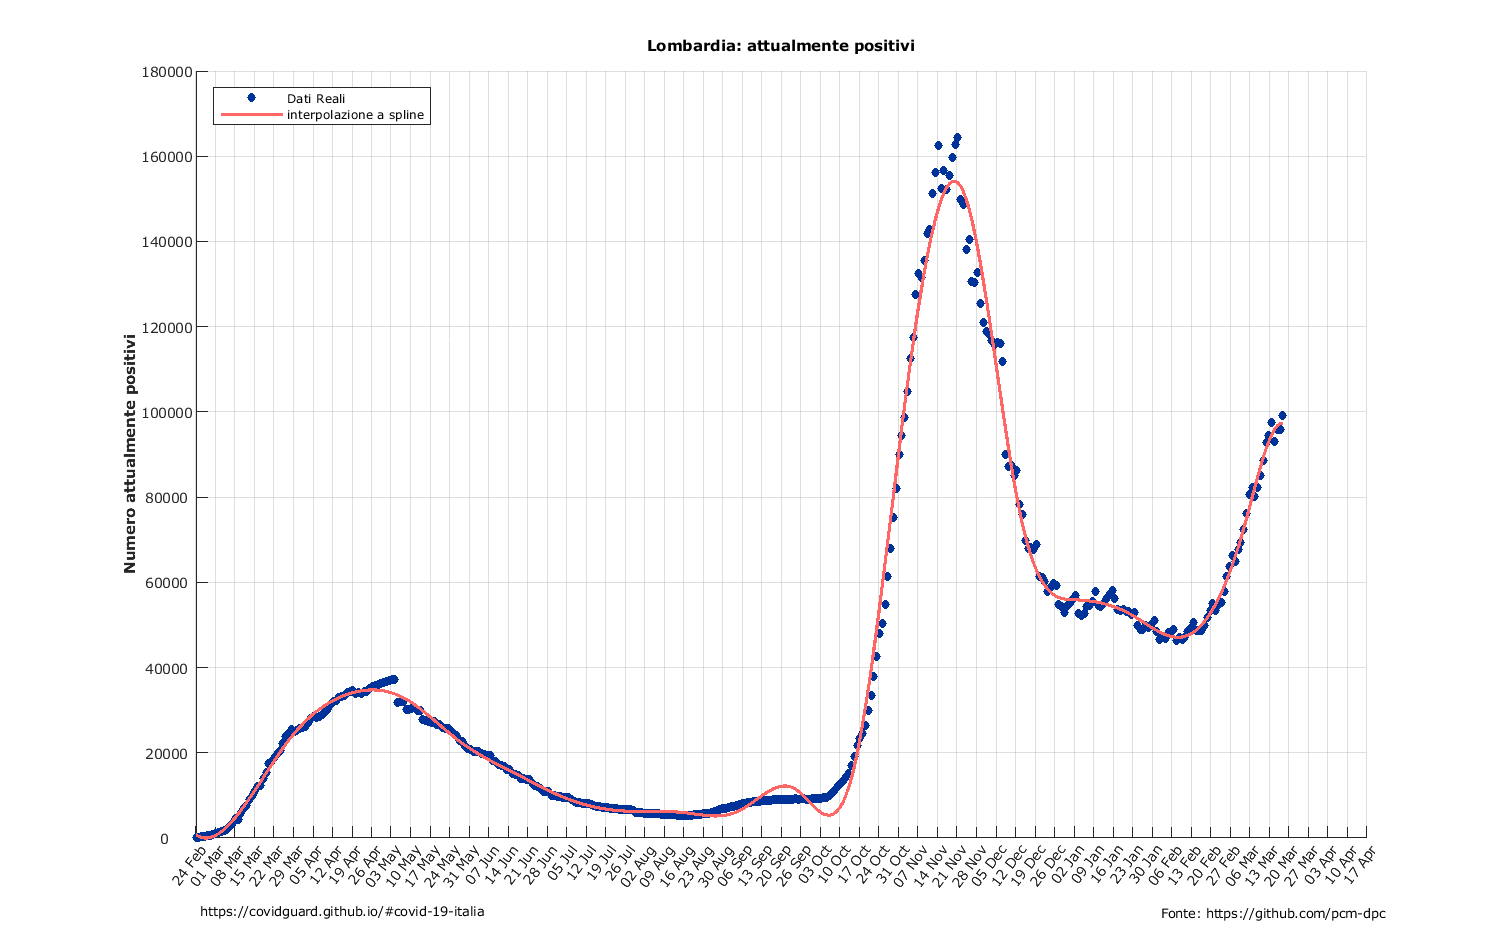 Lombardia: attualmente positivi
180000
160000
140000
120000
100000
80000
60000
40000
20000
0
Numero attualmente positivi
Dati Reali
interpolazione a spline
24 Feb
01 Mar
08 Mar
15 Mar
22 Mar
29 Mar
05 Apr
12 Apr
19 Apr
26 Apr
03 May
10 May
17 May
24 May
31 May
07 Jun
14 Jun
21 Jun
28 Jun
05 Jul
12 Jul
19 Jul
26 Jul
02 Aug
09 Aug
16 Aug
23 Aug
30 Aug
06 Sep
13 Sep
20 Sep
26 Sep
03 Oct
10 Oct
17 Oct
24 Oct
31 Oct
07 Nov
14 Nov
21 Nov
28 Nov
05 Dec
12 Dec
19 Dec
26 Dec
02 Jan
09 Jan
16 Jan
23 Jan
30 Jan
06 Feb
13 Feb
20 Feb
27 Feb
06 Mar
13 Mar
20 Mar
27 Mar
03 Apr
10 Apr
17 Apr
https://covidguard.github.io/#covid-19-italia
Fonte: https://github.com/pcm-dpc